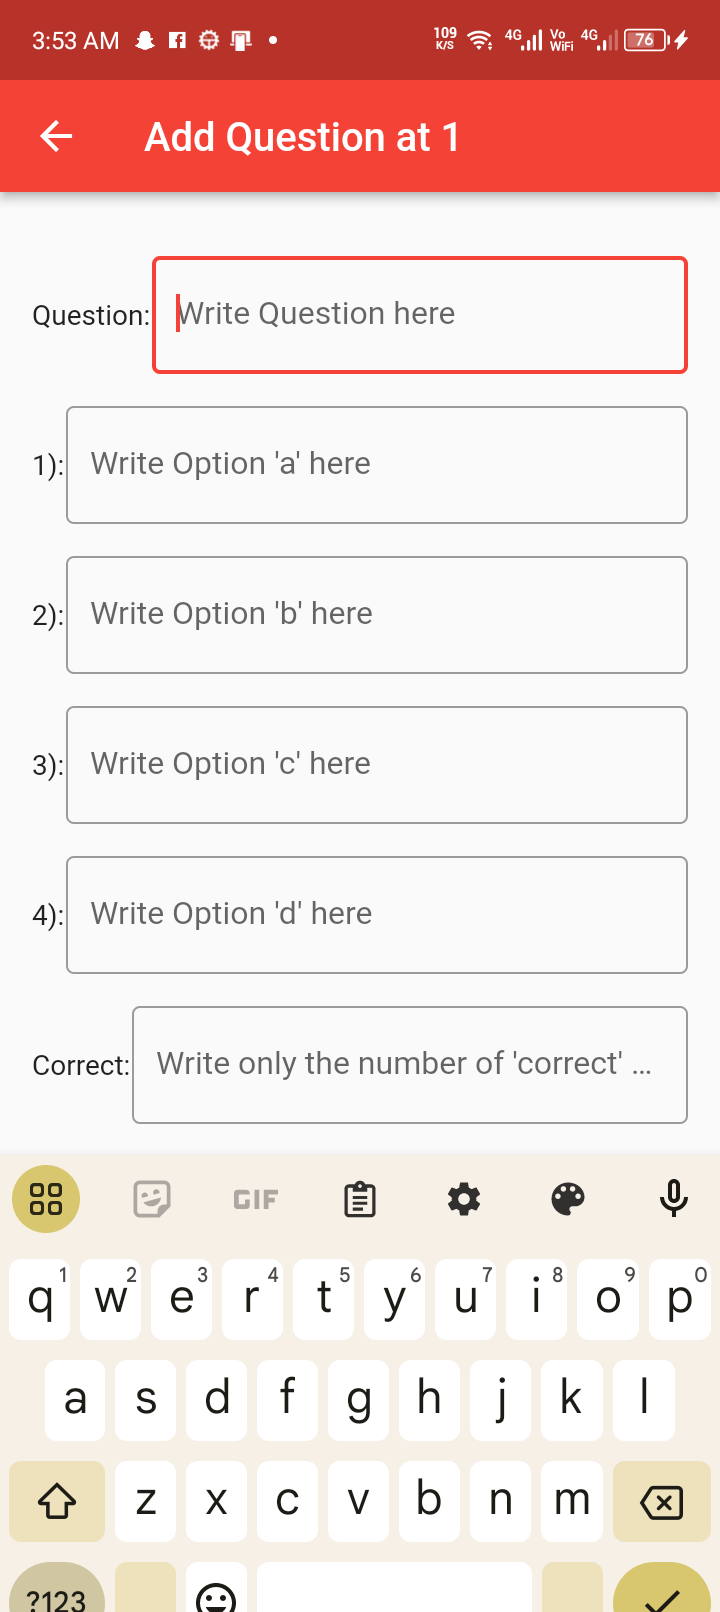 3:53 AM 109 K/S 4G Vo WiFi 4G 76
Add Question at 1
Question: Write Question here
1): Write Option 'a' here
2): Write Option 'b' here
3): Write Option 'c' here
4): Write Option 'd' here
Correct: Write only the number of 'correct' ...
GIF
q 1 w 2 e 3 r 4 t 5 y 6 u 7 i 8 o 9 p 0
a s d f g h j k l
z x c v b n m
?123